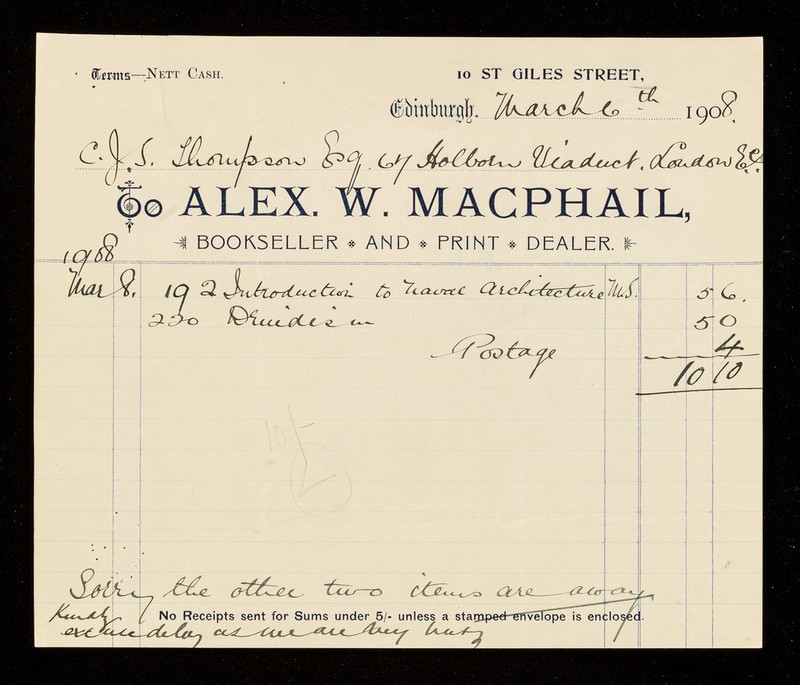 Terms—Nett Cash.
10 ST GILES STREET,
Edinburgh. March 6th 1908.
C. J. S. Thompson Esq. 67 Holborn Viaduct. London E.C.
To ALEX. W. MACPHAIL,
BOOKSELLER AND PRINT DEALER.
1908
Mar 8. 192 Introduction to Naval Architecture M.S. 5 6.
220 Druidism 5 0
Postage 4
10 10
10/-
Sorry the other two items are away
Kindly
No Receipts sent for Sums under 5/- unless a stamped envelope is enclosed.
excuse delay as we are very busy